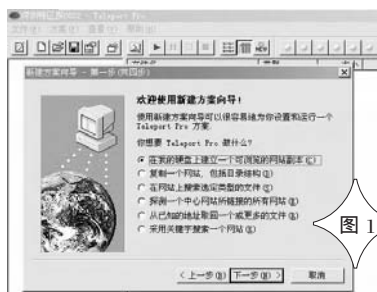 Teleport Pro
新建方案向导 - 第一步(共四步)
欢迎使用新建方案向导!
使用新建方案向导可以很容易地为你设置和运行一个
Teleport Pro 方案.
你想要 Teleport Pro 做什么?
在我的硬盘上建立一个可浏览的网站副本(C)
复制一个网站, 包括目录结构(D)
在网站上搜索选定类型的文件
探测一个中心网站所链接的所有网站
从已知的地址取回一个或更多的文件
采用关键字搜索一个网站
<上一步(B) 下一步(N)> 取消
图 1